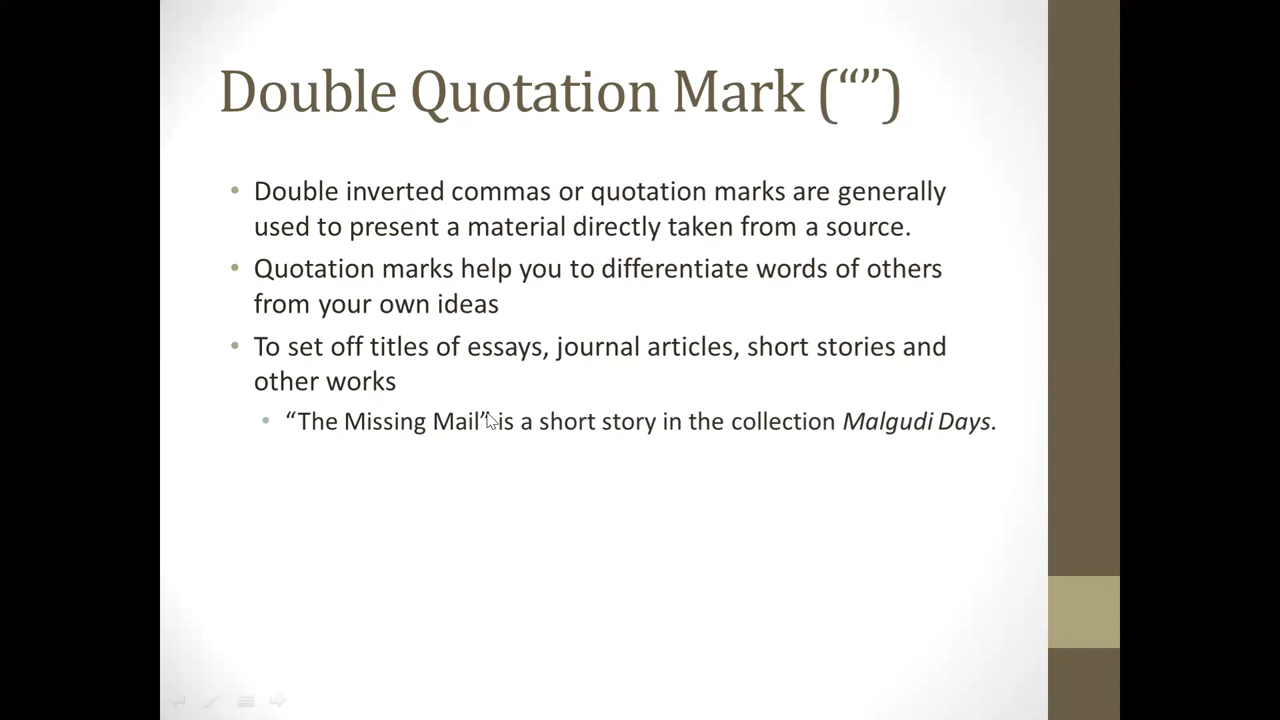 Double Quotation Mark (“”)
• Double inverted commas or quotation marks are generally
used to present a material directly taken from a source.
• Quotation marks help you to differentiate words of others
from your own ideas
• To set off titles of essays, journal articles, short stories and
other works
• “The Missing Mail” is a short story in the collection Malgudi Days.